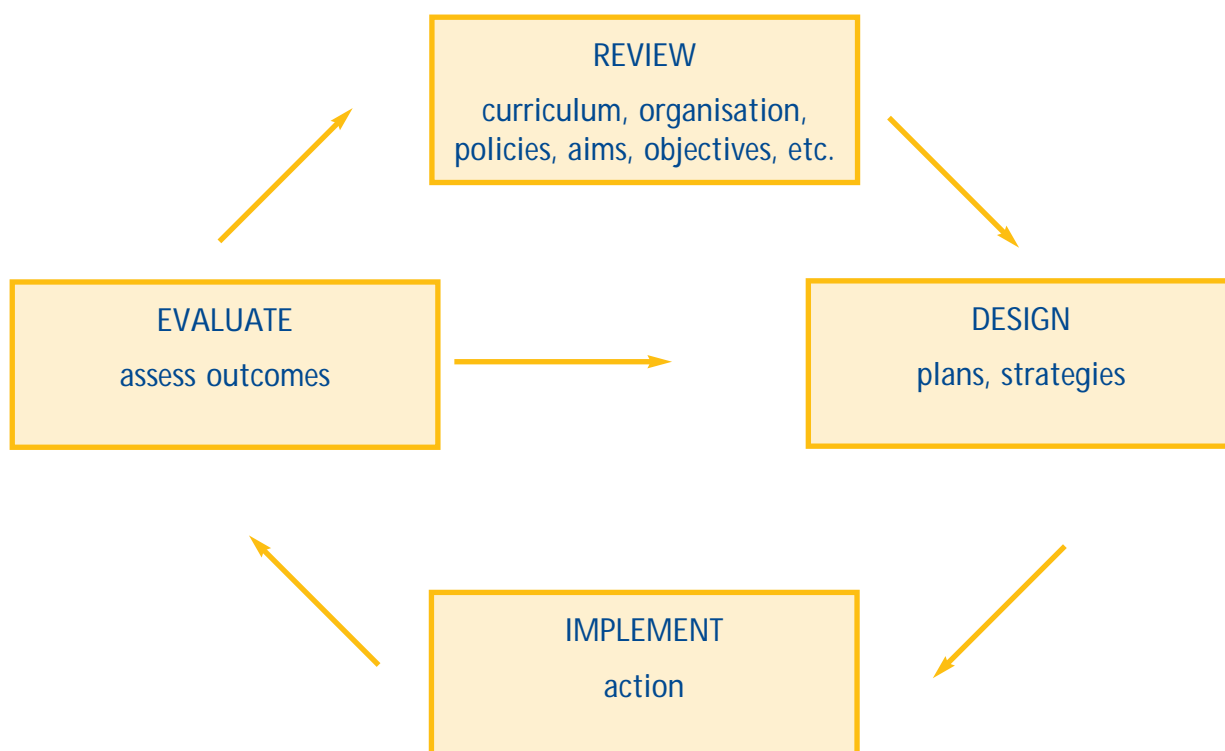 REVIEW
curriculum, organisation,
policies, aims, objectives, etc.
EVALUATE
assess outcomes
DESIGN
plans, strategies
IMPLEMENT
action